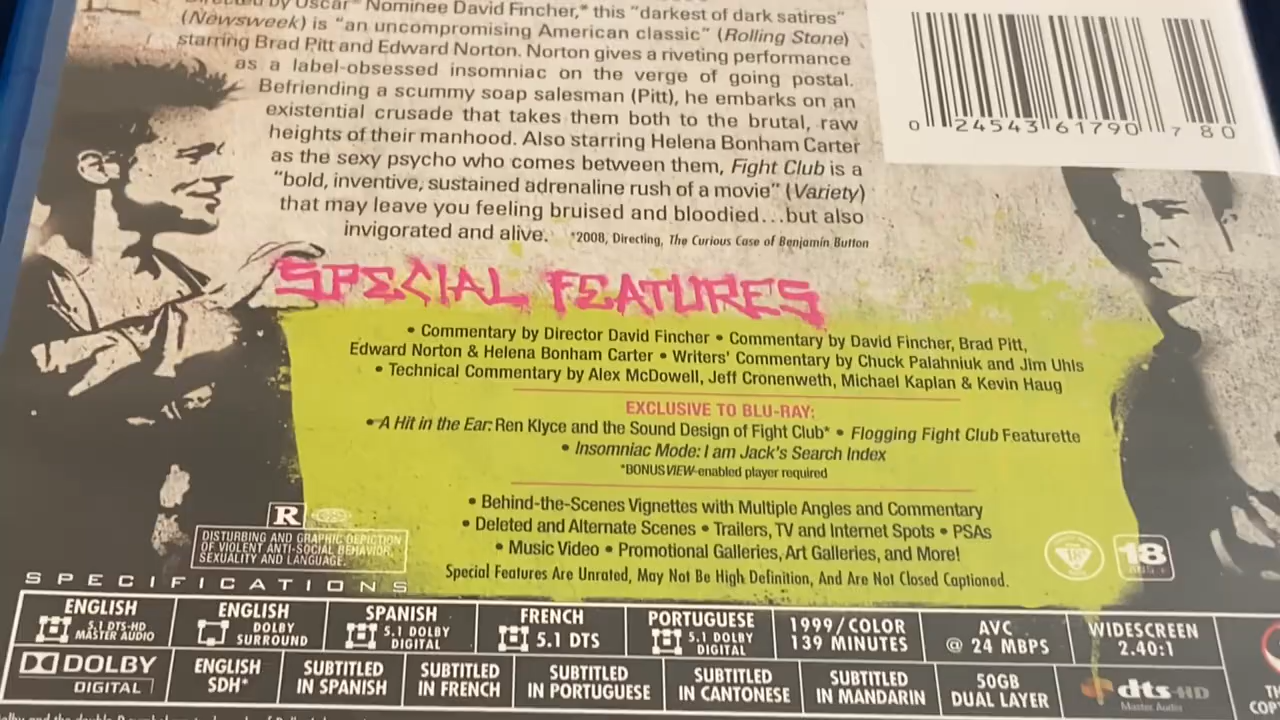 Directed by Oscar® Nominee David Fincher,* this "darkest of dark satires"
(Newsweek) is "an uncompromising American classic" (Rolling Stone)
starring Brad Pitt and Edward Norton. Norton gives a riveting performance
as a label-obsessed insomniac on the verge of going postal.
Befriending a scummy soap salesman (Pitt), he embarks on an
existential crusade that takes them both to the brutal, raw
heights of their manhood. Also starring Helena Bonham Carter
as the sexy psycho who comes between them, Fight Club is a
"bold, inventive, sustained adrenaline rush of a movie" (Variety)
that may leave you feeling bruised and bloodied...but also
invigorated and alive. *2008, Directing, The Curious Case of Benjamin Button
0 24543 61790 7 80
SPECIAL FEATURES
• Commentary by Director David Fincher • Commentary by David Fincher, Brad Pitt,
Edward Norton & Helena Bonham Carter • Writers' Commentary by Chuck Palahniuk and Jim Uhls
• Technical Commentary by Alex McDowell, Jeff Cronenweth, Michael Kaplan & Kevin Haug
EXCLUSIVE TO BLU-RAY:
• A Hit in the Ear: Ren Klyce and the Sound Design of Fight Club* • Flogging Fight Club Featurette
• Insomniac Mode: I am Jack's Search Index
*BONUSVIEW-enabled player required
• Behind-the-Scenes Vignettes with Multiple Angles and Commentary
• Deleted and Alternate Scenes • Trailers, TV and Internet Spots • PSAs
• Music Video • Promotional Galleries, Art Galleries, and More!
Special Features Are Unrated, May Not Be High Definition, And Are Not Closed Captioned.
R
DISTURBING AND GRAPHIC DEPICTION
OF VIOLENT ANTI-SOCIAL BEHAVIOR,
SEXUALITY AND LANGUAGE.
18
SPECIFICATIONS
ENGLISH
5.1 DTS-HD
MASTER AUDIO
ENGLISH
DOLBY
SURROUND
SPANISH
5.1 DOLBY
DIGITAL
FRENCH
5.1 DTS
PORTUGUESE
5.1 DOLBY
DIGITAL
1999/COLOR
139 MINUTES
AVC
@ 24 MBPS
WIDESCREEN
2.40:1
DOLBY
DIGITAL
ENGLISH
SDH*
SUBTITLED
IN SPANISH
SUBTITLED
IN FRENCH
SUBTITLED
IN PORTUGUESE
SUBTITLED
IN CANTONESE
SUBTITLED
IN MANDARIN
50GB
DUAL LAYER
dts-HD
Master Audio